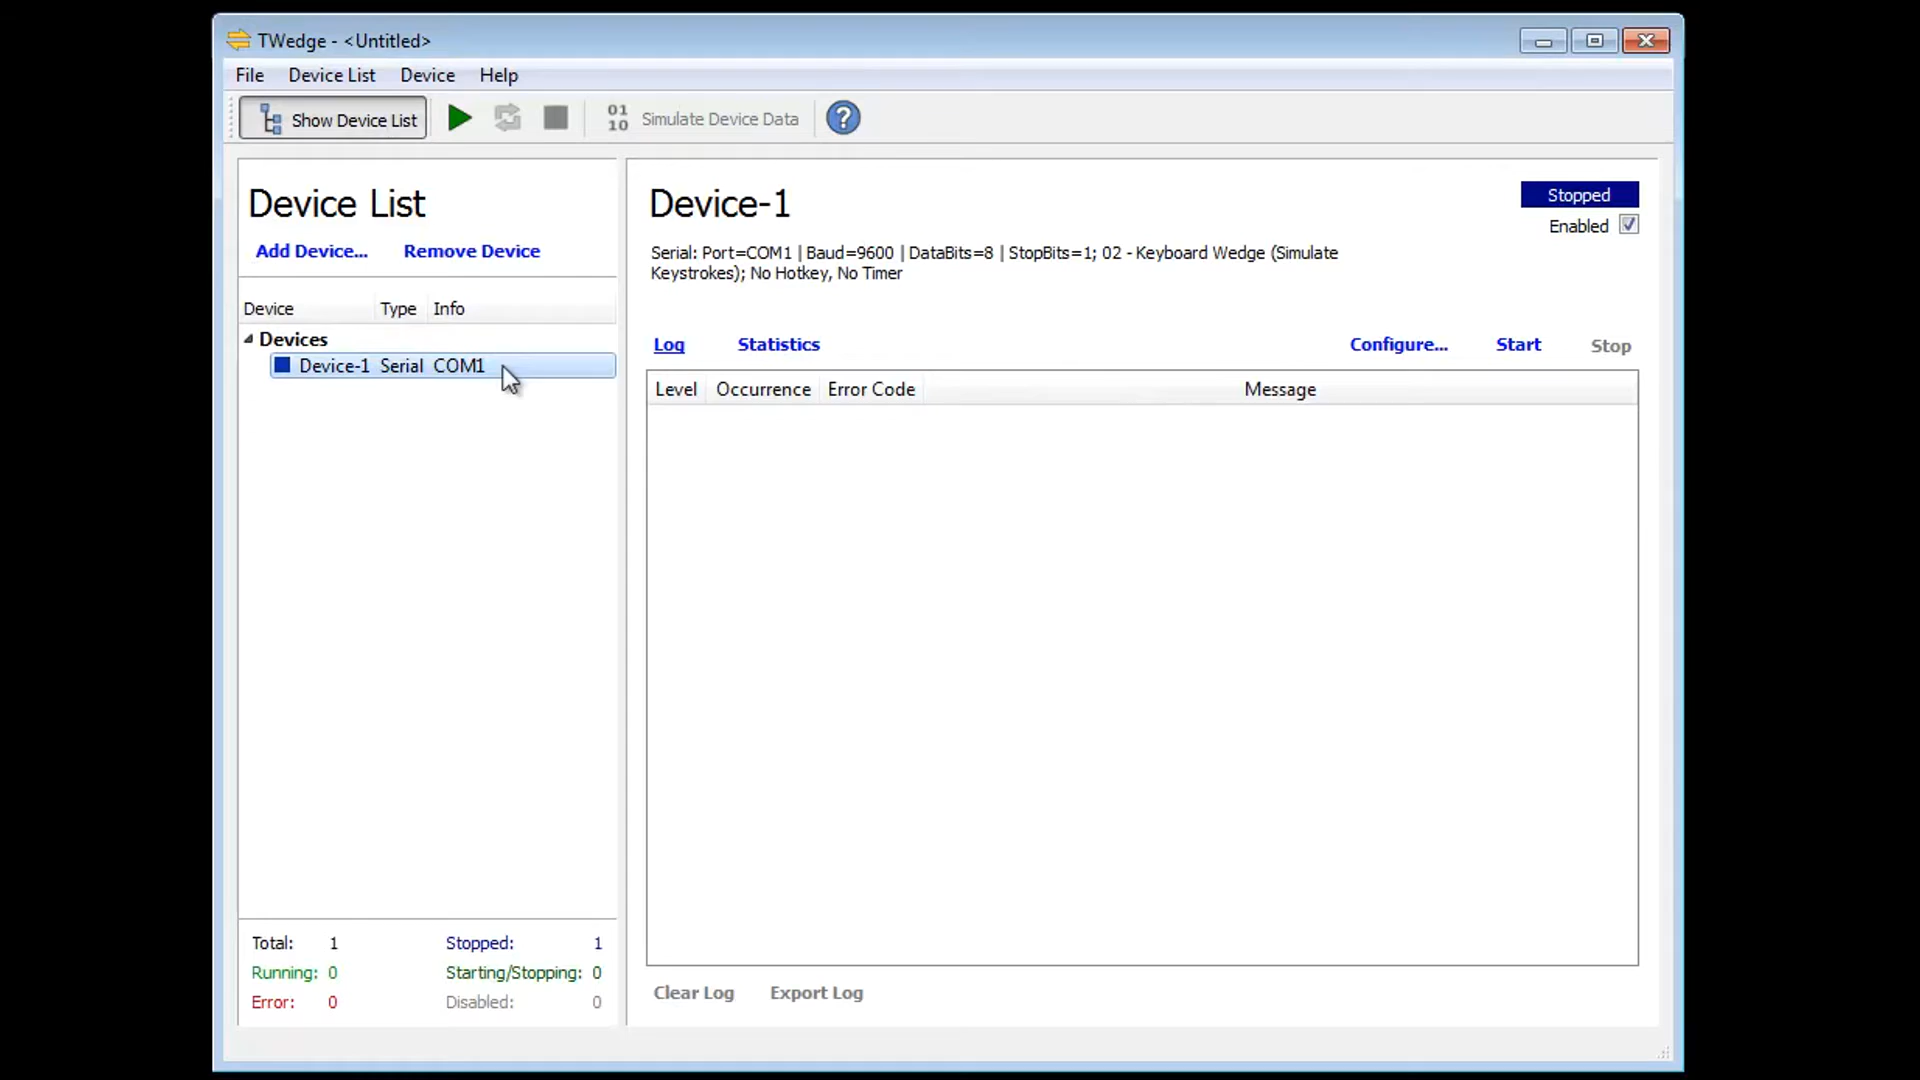 TWedge - <Untitled>
File Device List Device Help
Show Device List 01 10 Simulate Device Data ?
Device List
Add Device... Remove Device
Device Type Info
Devices
Device-1 Serial COM1
Total: 1 Stopped: 1
Running: 0 Starting/Stopping: 0
Error: 0 Disabled: 0
Device-1
Stopped
Enabled
Serial: Port=COM1 | Baud=9600 | DataBits=8 | StopBits=1; 02 - Keyboard Wedge (Simulate
Keystrokes); No Hotkey, No Timer
Log Statistics Configure... Start Stop
Level Occurrence Error Code Message
Clear Log Export Log